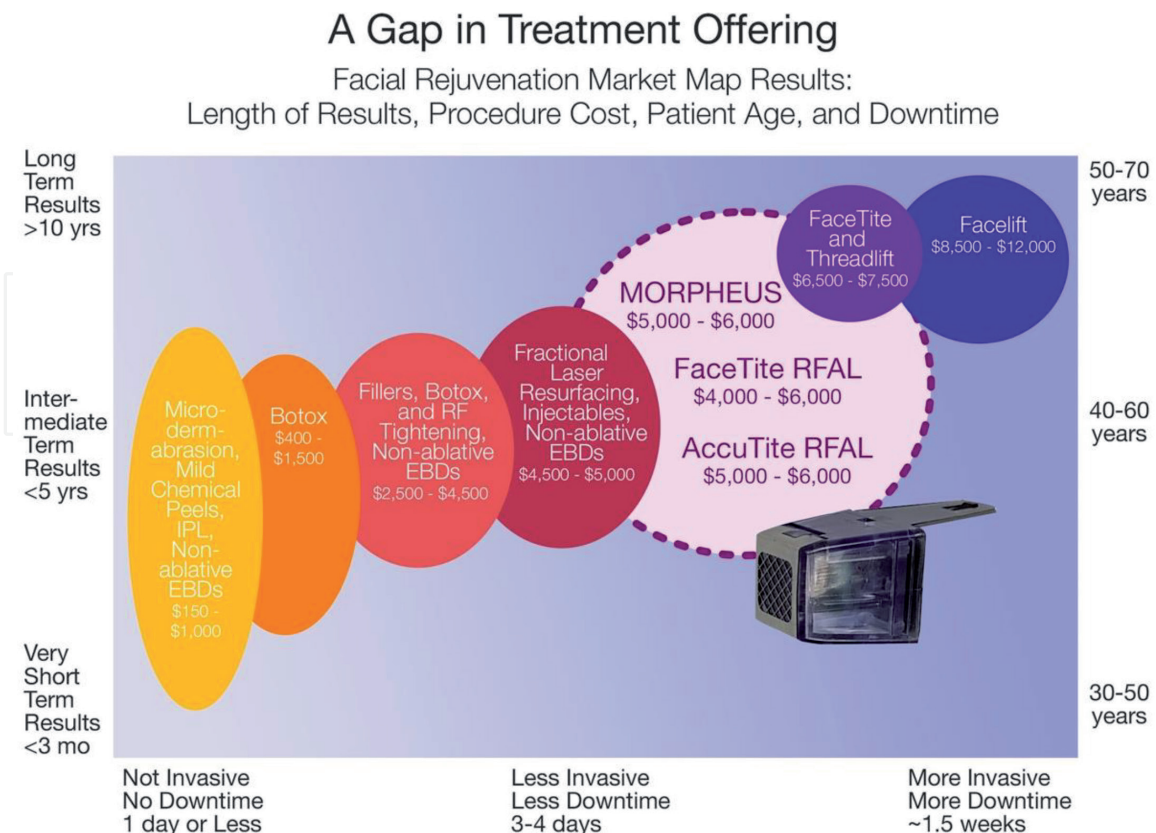 A Gap in Treatment Offering
Facial Rejuvenation Market Map Results:
Length of Results, Procedure Cost, Patient Age, and Downtime
Long
Term
Results
>10 yrs
Inter-
mediate
Term
Results
<5 yrs
Very
Short
Term
Results
<3 mo
Micro-
derm-
abrasion,
Mild
Chemical
Peels,
IPL,
Non-
ablative
EBDs
$150 -
$1,000
Botox
$400 -
$1,500
Fillers, Botox,
and RF
Tightening,
Non-ablative
EBDs
$2,500 - $4,500
Fractional
Laser
Resurfacing,
Injectables,
Non-ablative
EBDs
$4,500 - $5,000
MORPHEUS
$5,000 - $6,000
FaceTite RFAL
$4,000 - $6,000
AccuTite RFAL
$5,000 - $6,000
FaceTite
and
Threadlift
$6,500 - $7,500
Facelift
$8,500 - $12,000
50-70
years
40-60
years
30-50
years
Not Invasive
No Downtime
1 day or Less
Less Invasive
Less Downtime
3-4 days
More Invasive
More Downtime
~1.5 weeks